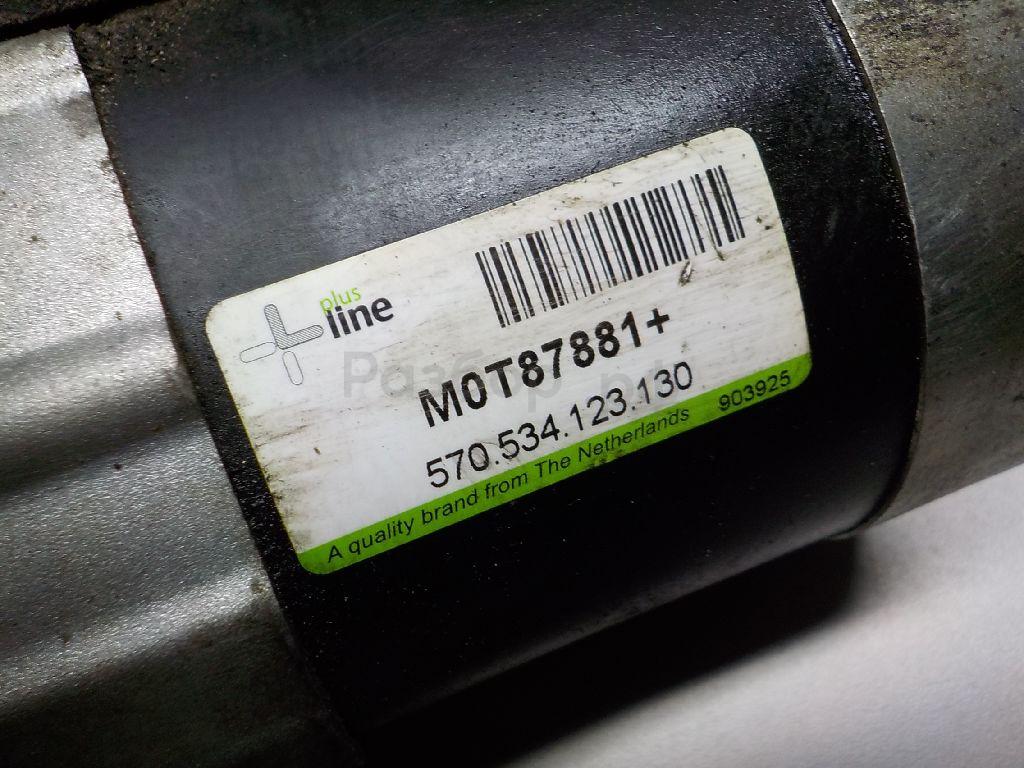 plus
line
M0T87881+
570.534.123.130
A quality brand from The Netherlands 903925